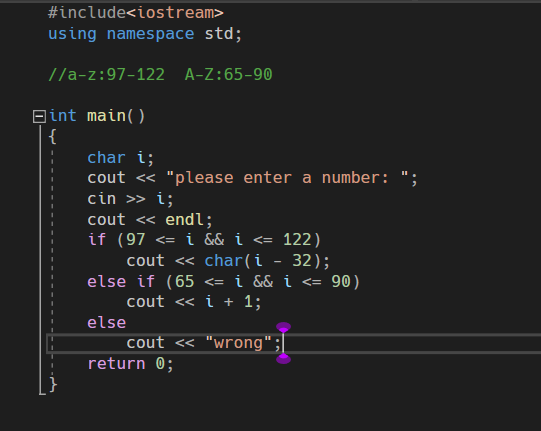 #include<iostream>
using namespace std;
//a-z:97-122  A-Z:65-90
int main()
{
    char i;
    cout << "please enter a number: ";
    cin >> i;
    cout << endl;
    if (97 <= i && i <= 122)
        cout << char(i - 32);
    else if (65 <= i && i <= 90)
        cout << i + 1;
    else
        cout << "wrong";
    return 0;
}